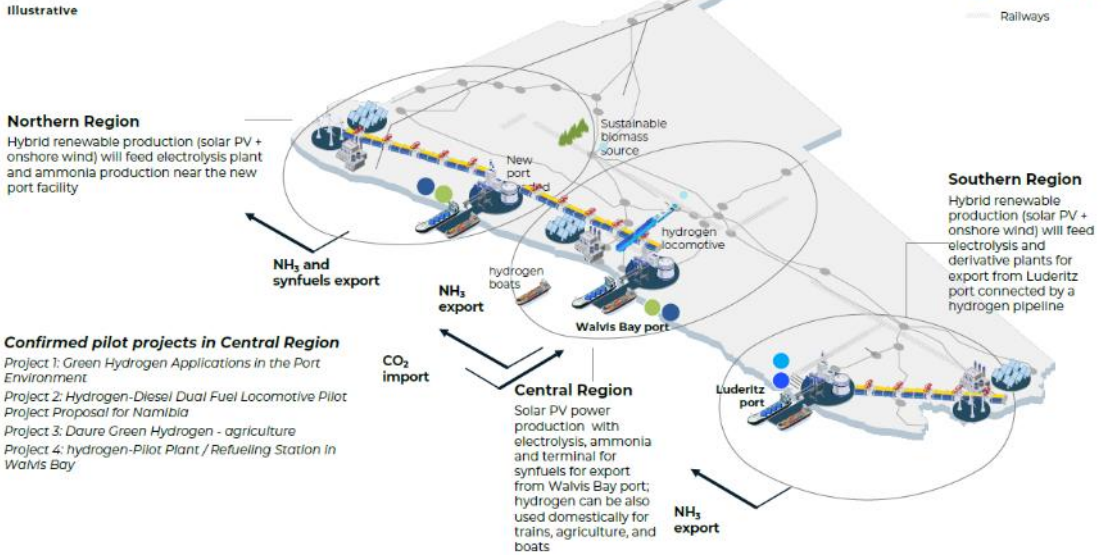 Illustrative
Railways
Northern Region
Hybrid renewable production (solar PV +
onshore wind) will feed electrolysis plant
and ammonia production near the new
port facility
Sustainable
biomass
source
New
port
hydrogen
locomotive
hydrogen
boats
NH₃ and
synfuels export
NH₃
export
CO₂
import
Walvis Bay port
Southern Region
Hybrid renewable
production (solar PV +
onshore wind) will feed
electrolysis and
derivative plants for
export from Luderitz
port connected by a
hydrogen pipeline
Confirmed pilot projects in Central Region
Project 1: Green Hydrogen Applications in the Port
Environment
Project 2: Hydrogen-Diesel Dual Fuel Locomotive Pilot
Project Proposal for Namibia
Project 3: Daure Green Hydrogen - agriculture
Project 4: hydrogen-Pilot Plant / Refueling Station in
Walvis Bay
Central Region
Solar PV power
production with
electrolysis, ammonia
and terminal for
synfuels for export
from Walvis Bay port;
hydrogen can be also
used domestically for
trains, agriculture, and
boats
Luderitz
port
NH₃
export